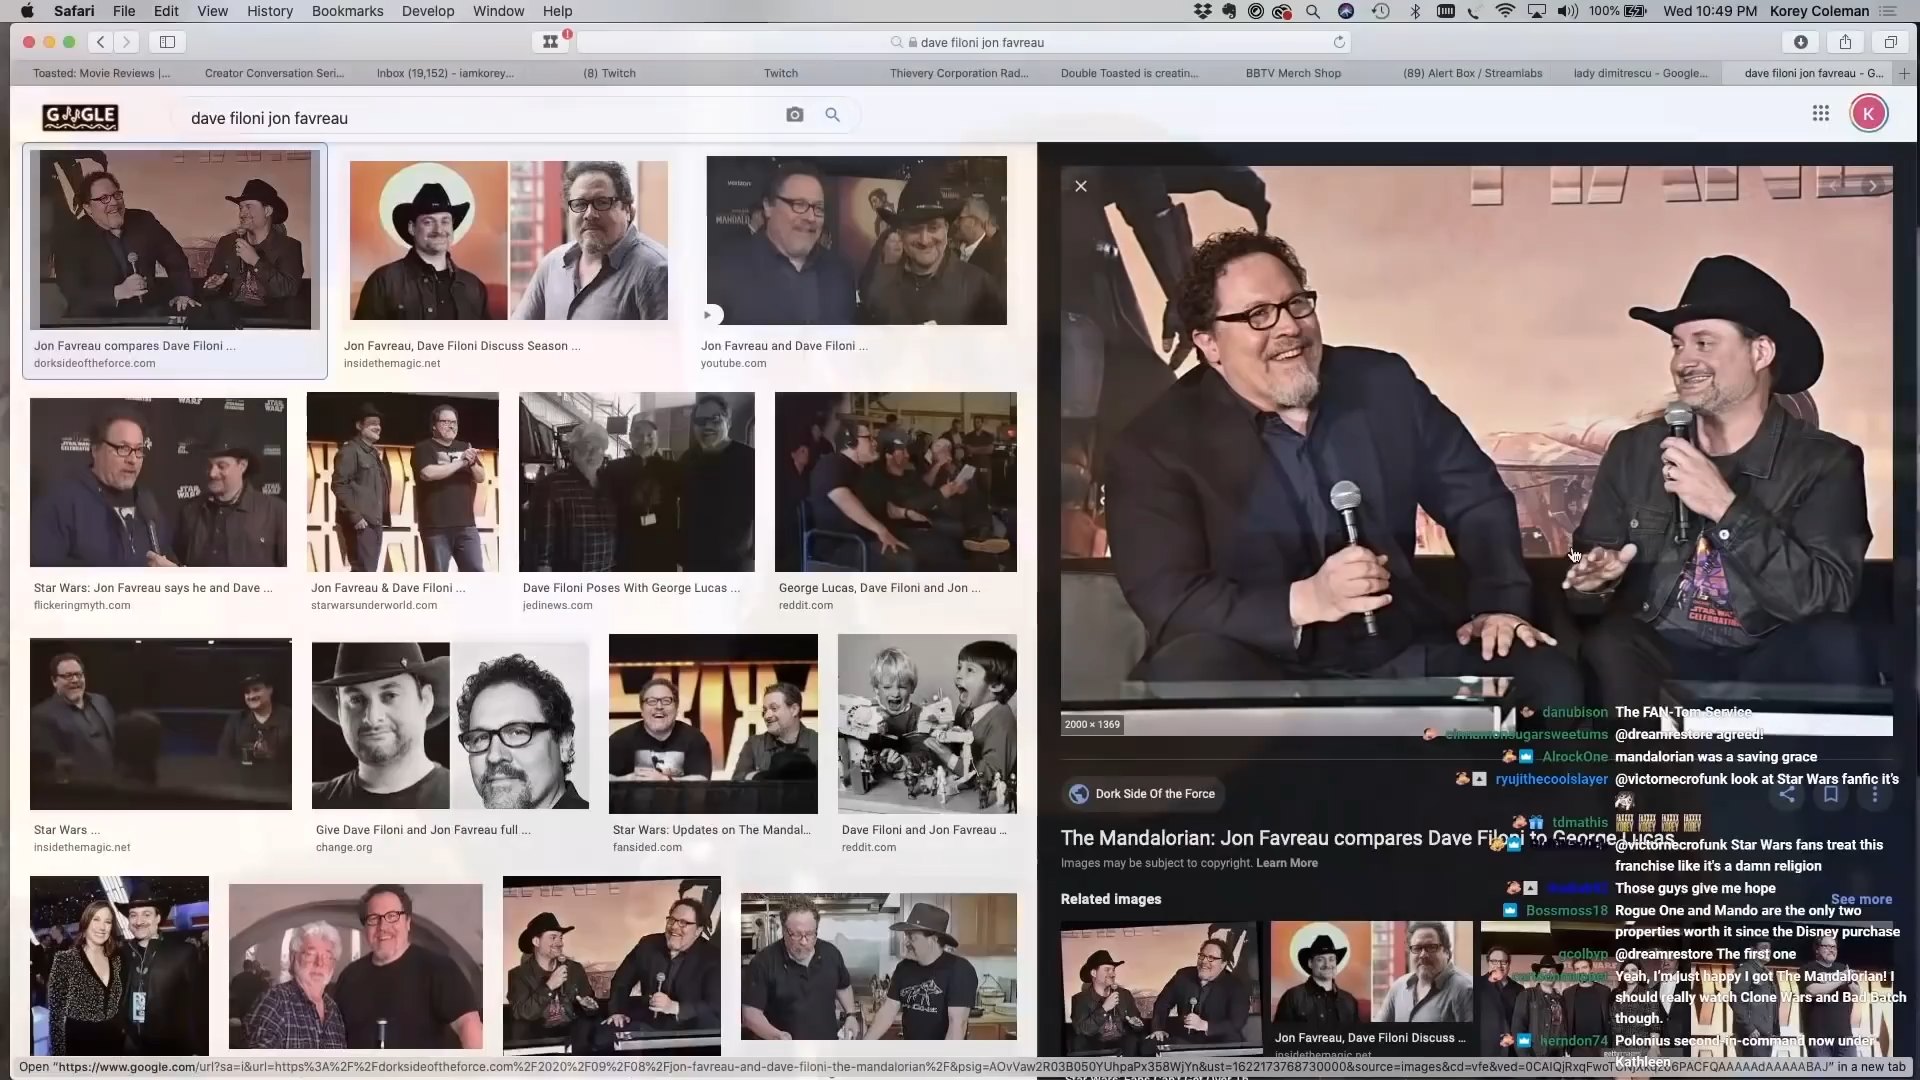 Safari File Edit View History Bookmarks Develop Window Help
100% Wed 10:49 PM Korey Coleman
dave filoni jon favreau
Toasted: Movie Reviews |...
Creator Conversation Seri...
Inbox (19,152) - iamkorey...
(8) Twitch
Twitch
Thievery Corporation Rad...
Double Toasted is creatin...
BBTV Merch Shop
(89) Alert Box / Streamlabs
lady dimitrescu - Google...
dave filoni jon favreau - G...
dave filoni jon favreau
K
Jon Favreau compares Dave Filoni ...
dorksideoftheforce.com
Jon Favreau, Dave Filoni Discuss Season ...
insidethemagic.net
Jon Favreau and Dave Filoni ...
youtube.com
Star Wars: Jon Favreau says he and Dave ...
flickeringmyth.com
Jon Favreau & Dave Filoni ...
starwarsunderworld.com
Dave Filoni Poses With George Lucas ...
jedinews.com
George Lucas, Dave Filoni and Jon ...
reddit.com
Star Wars ...
insidethemagic.net
Give Dave Filoni and Jon Favreau full ...
change.org
Star Wars: Updates on The Mandal...
fansided.com
Dave Filoni and Jon Favreau ...
reddit.com
2000 × 1369
Dork Side Of the Force
The Mandalorian: Jon Favreau compares Dave Filoni to George Lucas
Images may be subject to copyright. Learn More
Related images
See more
Jon Favreau, Dave Filoni Discuss ...
insidethemagic.net
danubison The FAN-Tom Service
cinnamonsugarsweetums @dreamrestore agreed!
AlrockOne mandalorian was a saving grace
ryujithecoolslayer @victornecrofunk look at Star Wars fanfic it's
tdmathis
@victornecrofunk Star Wars fans treat this
franchise like it's a damn religion
Those guys give me hope
Bossmoss18 Rogue One and Mando are the only two
properties worth it since the Disney purchase
gcolbyp @dreamrestore The first one
Yeah, I'm just happy I got The Mandalorian! I
should really watch Clone Wars and Bad Batch
though.
herndon74 Polonius second-in-command now under
Kathleen